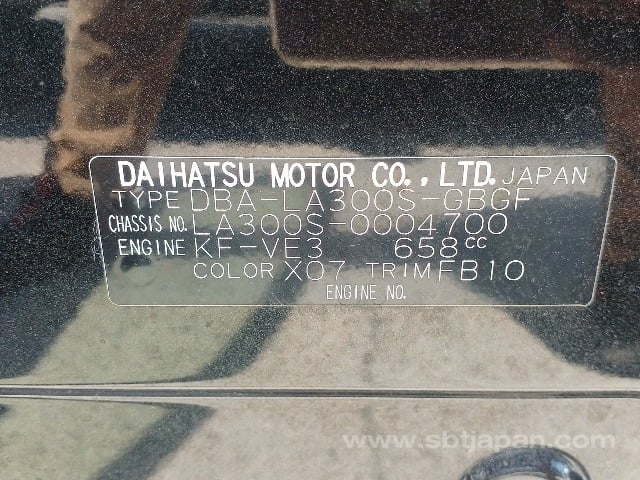 DAIHATSU MOTOR CO., LTD. JAPAN
TYPE DBA-LA300S-GBGF
CHASSIS NO. LA300S-0004700
ENGINE KF-VE3 658cc
COLOR X07 TRIM FB10
ENGINE NO.
www.sbtjapan.com